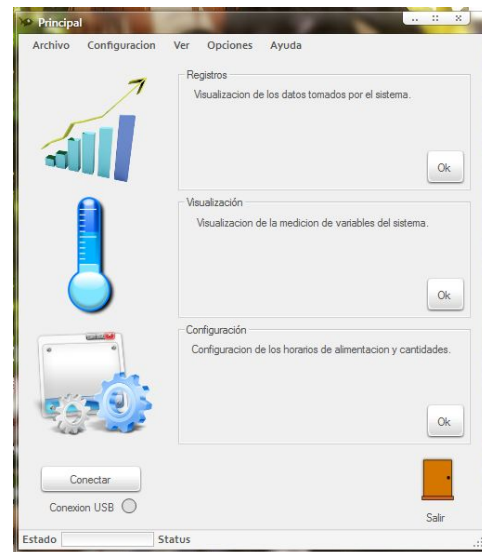 Principal
Archivo Configuracion Ver Opciones Ayuda
Registros
Visualizacion de los datos tomados por el sistema.
Ok
Visualización
Visualizacion de la medicion de variables del sistema.
Ok
Configuración
Configuracion de los horarios de alimentacion y cantidades.
Ok
Conectar
Conexion USB
Salir
Estado Status